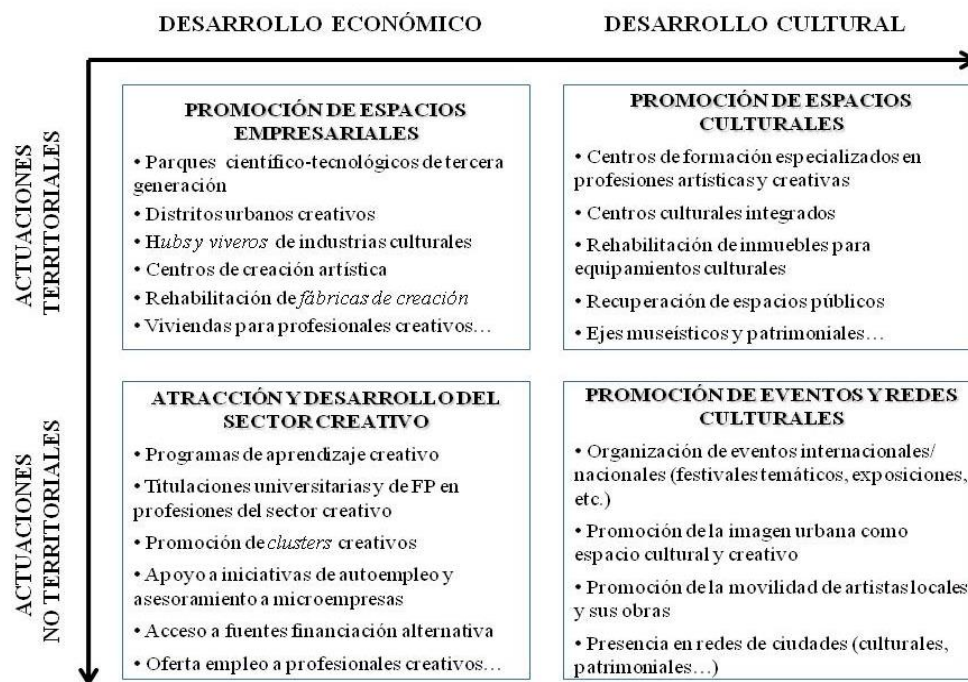 DESARROLLO ECONÓMICO
DESARROLLO CULTURAL
ACTUACIONES
TERRITORIALES
PROMOCIÓN DE ESPACIOS
EMPRESARIALES
• Parques científico-tecnológicos de tercera
generación
• Distritos urbanos creativos
• Hubs y viveros de industrias culturales
• Centros de creación artística
• Rehabilitación de fábricas de creación
• Viviendas para profesionales creativos…
PROMOCIÓN DE ESPACIOS
CULTURALES
• Centros de formación especializados en
profesiones artísticas y creativas
• Centros culturales integrados
• Rehabilitación de inmuebles para
equipamientos culturales
• Recuperación de espacios públicos
• Ejes museísticos y patrimoniales…
ACTUACIONES
NO TERRITORIALES
ATRACCIÓN Y DESARROLLO DEL
SECTOR CREATIVO
• Programas de aprendizaje creativo
• Titulaciones universitarias y de FP en
profesiones del sector creativo
• Promoción de clusters creativos
• Apoyo a iniciativas de autoempleo y
asesoramiento a microempresas
• Acceso a fuentes financiación alternativa
• Oferta empleo a profesionales creativos…
PROMOCIÓN DE EVENTOS Y REDES
CULTURALES
• Organización de eventos internacionales/
nacionales (festivales temáticos, exposiciones,
etc.)
• Promoción de la imagen urbana como
espacio cultural y creativo
• Promoción de la movilidad de artistas locales
y sus obras
• Presencia en redes de ciudades (culturales,
patrimoniales…)